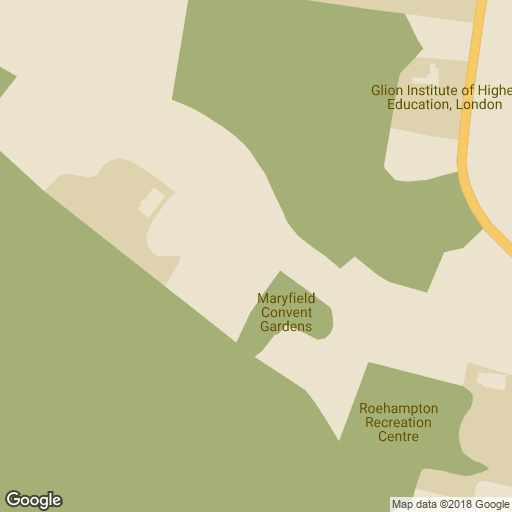 Glion Institute of Highe
Education, London
Maryfield
Convent
Gardens
Roehampton
Recreation
Centre
Google
Map data ©2018 Google